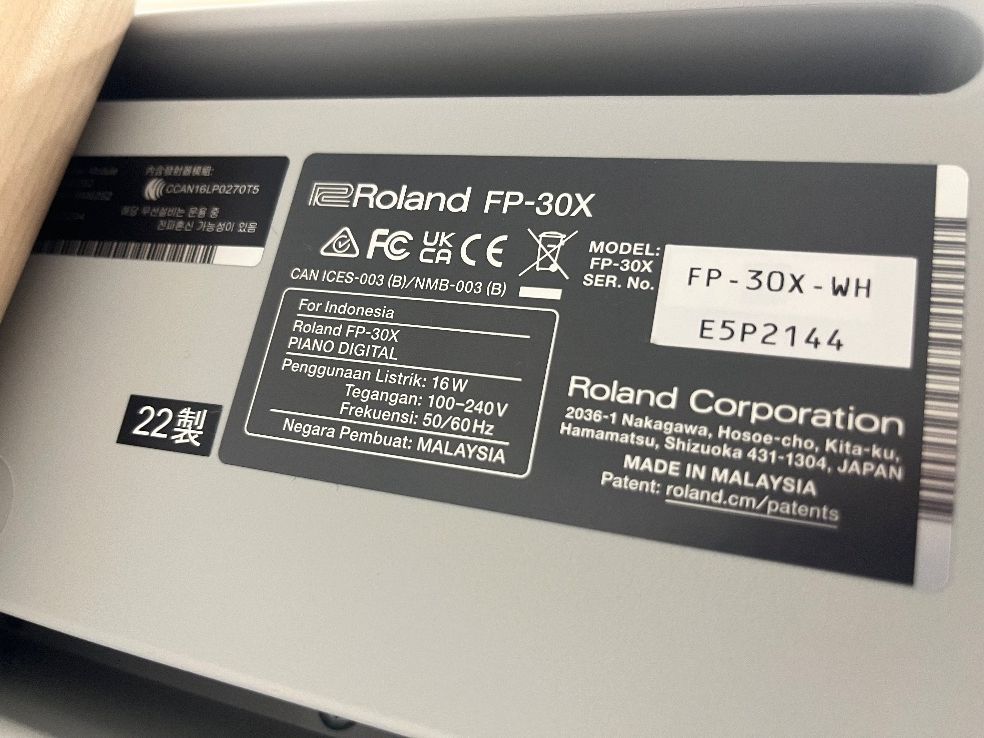 內含發射器模組:
CCAN16LP0270T5
해당 무선설비는 운용 중
전파혼신 가능성이 있음
22製
Roland FP-30X
FC UK CA CE
CAN ICES-003 (B)/NMB-003 (B)
For Indonesia
Roland FP-30X
PIANO DIGITAL
Penggunaan Listrik: 16W
Tegangan: 100–240V
Frekuensi: 50/60Hz
Negara Pembuat: MALAYSIA
MODEL:
FP-30X
SER. No.
FP-30X-WH
E5P2144
Roland Corporation
2036-1 Nakagawa, Hosoe-cho, Kita-ku,
Hamamatsu, Shizuoka 431-1304, JAPAN
MADE IN MALAYSIA
Patent: roland.cm/patents